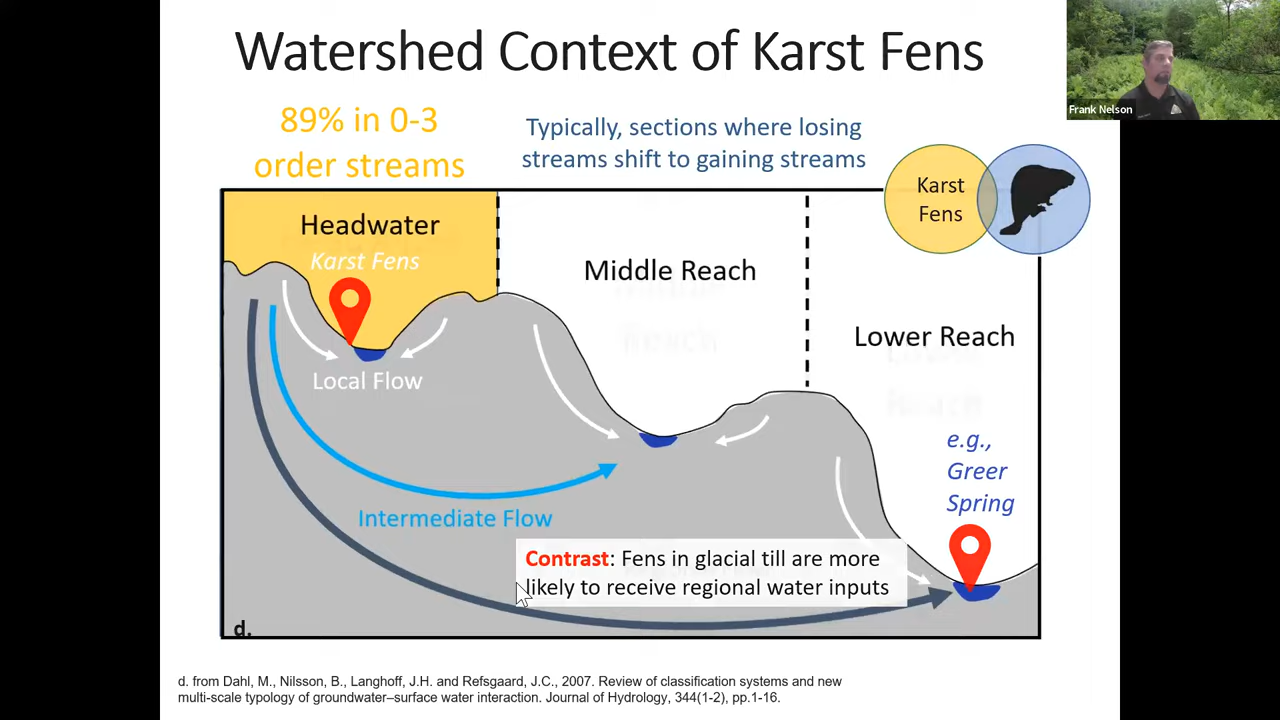 Watershed Context of Karst Fens
Frank Nelson
89% in 0-3
order streams
Typically, sections where losing
streams shift to gaining streams
Karst
Fens
Headwater
Karst Fens
Middle Reach
Lower Reach
Local Flow
e.g.,
Greer
Spring
Intermediate Flow
Contrast: Fens in glacial till are more
likely to receive regional water inputs
d.
d. from Dahl, M., Nilsson, B., Langhoff, J.H. and Refsgaard, J.C., 2007. Review of classification systems and new
multi-scale typology of groundwater–surface water interaction. Journal of Hydrology, 344(1-2), pp.1-16.